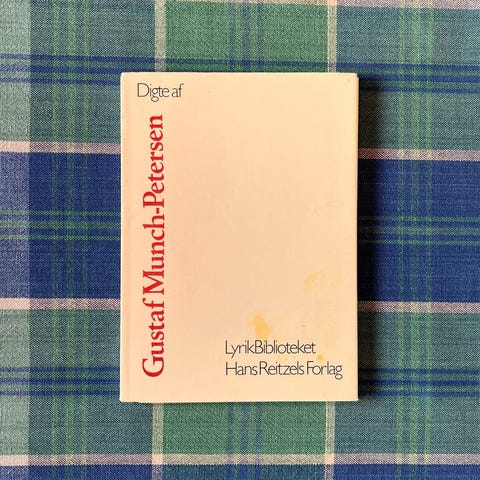 Digte af
Gustaf Munch-Petersen
LyrikBiblioteket
Hans Reitzels Forlag